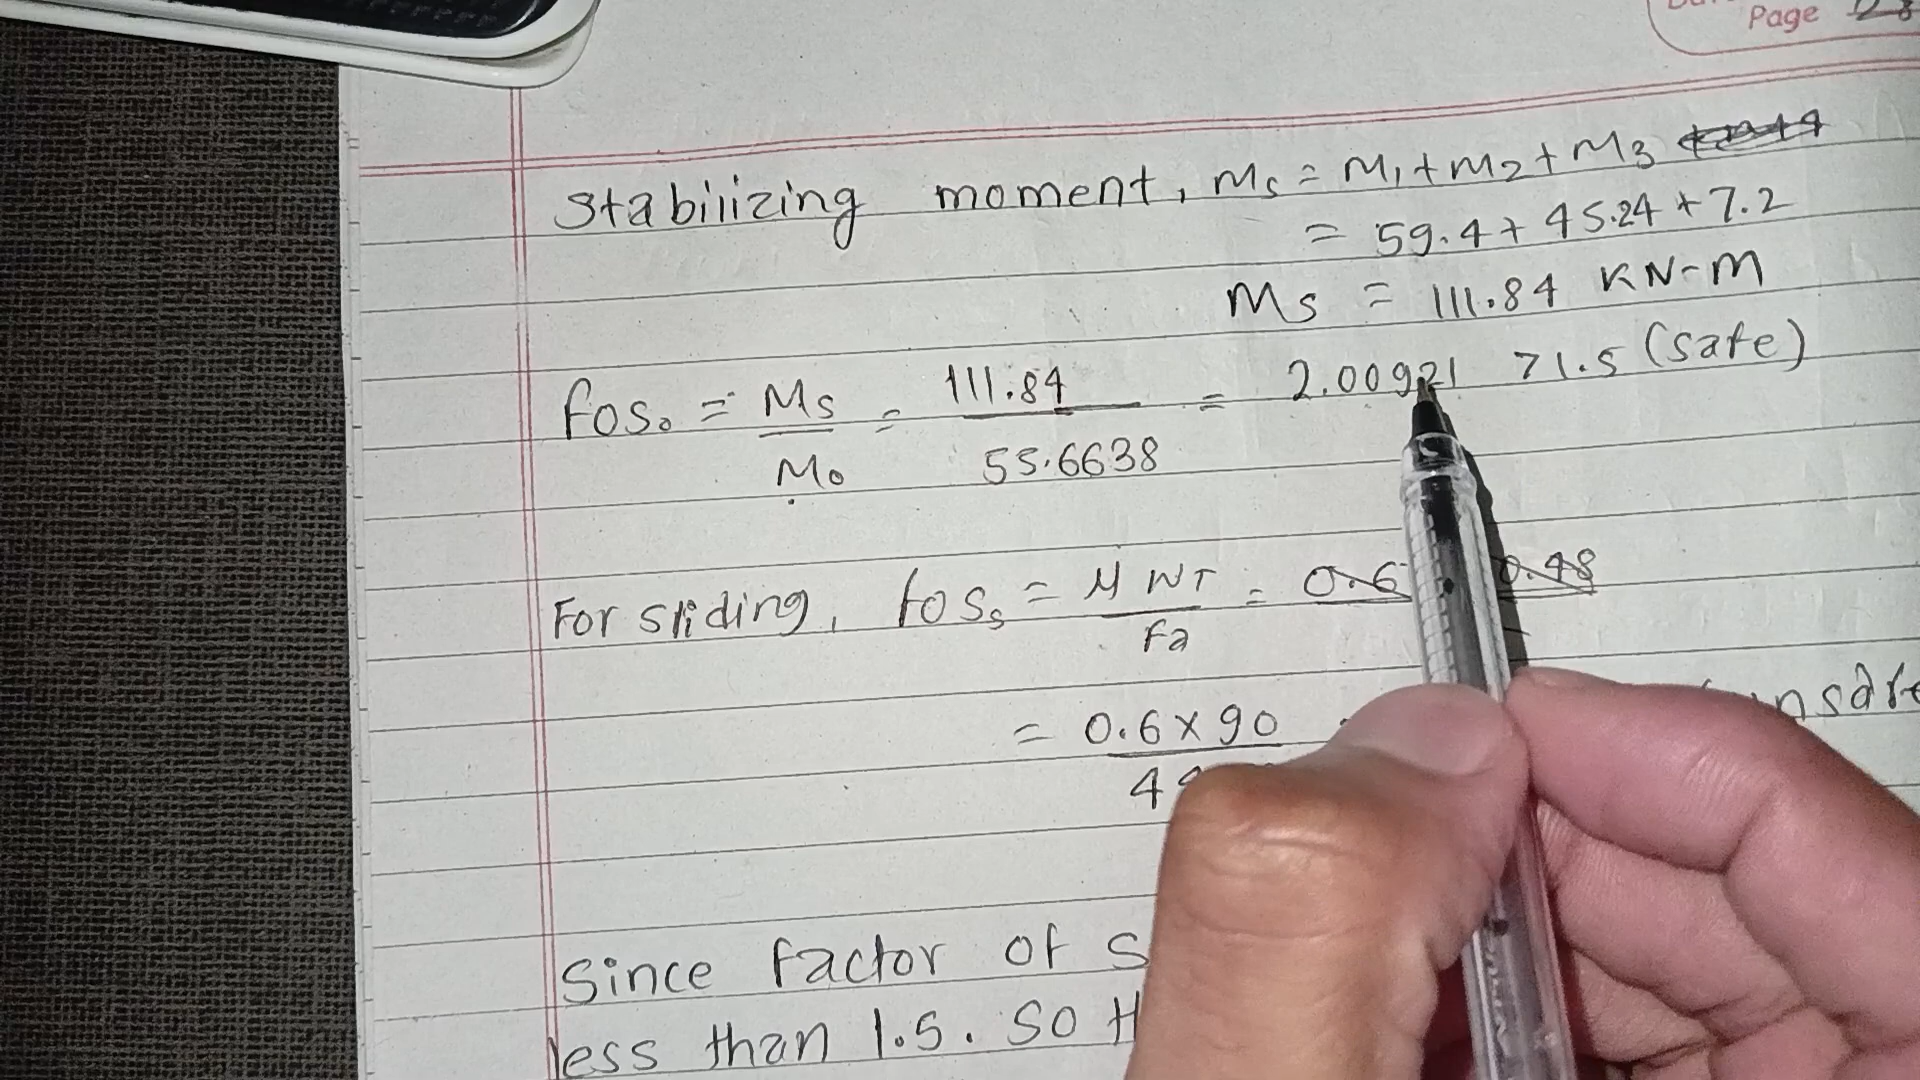 Page
stabilizing moment, Ms = M1+M2+M3
= 59.4+45.24+7.2
Ms = 111.84 KN-M
fos₀ = Ms/Mo = 111.84/55.6638 = 2.00921 >1.5 (safe)
For sliding, fosₛ = μ WT/Fa = 0.6 0.48
= 0.6×90
Since factor of
less than 1.5. So